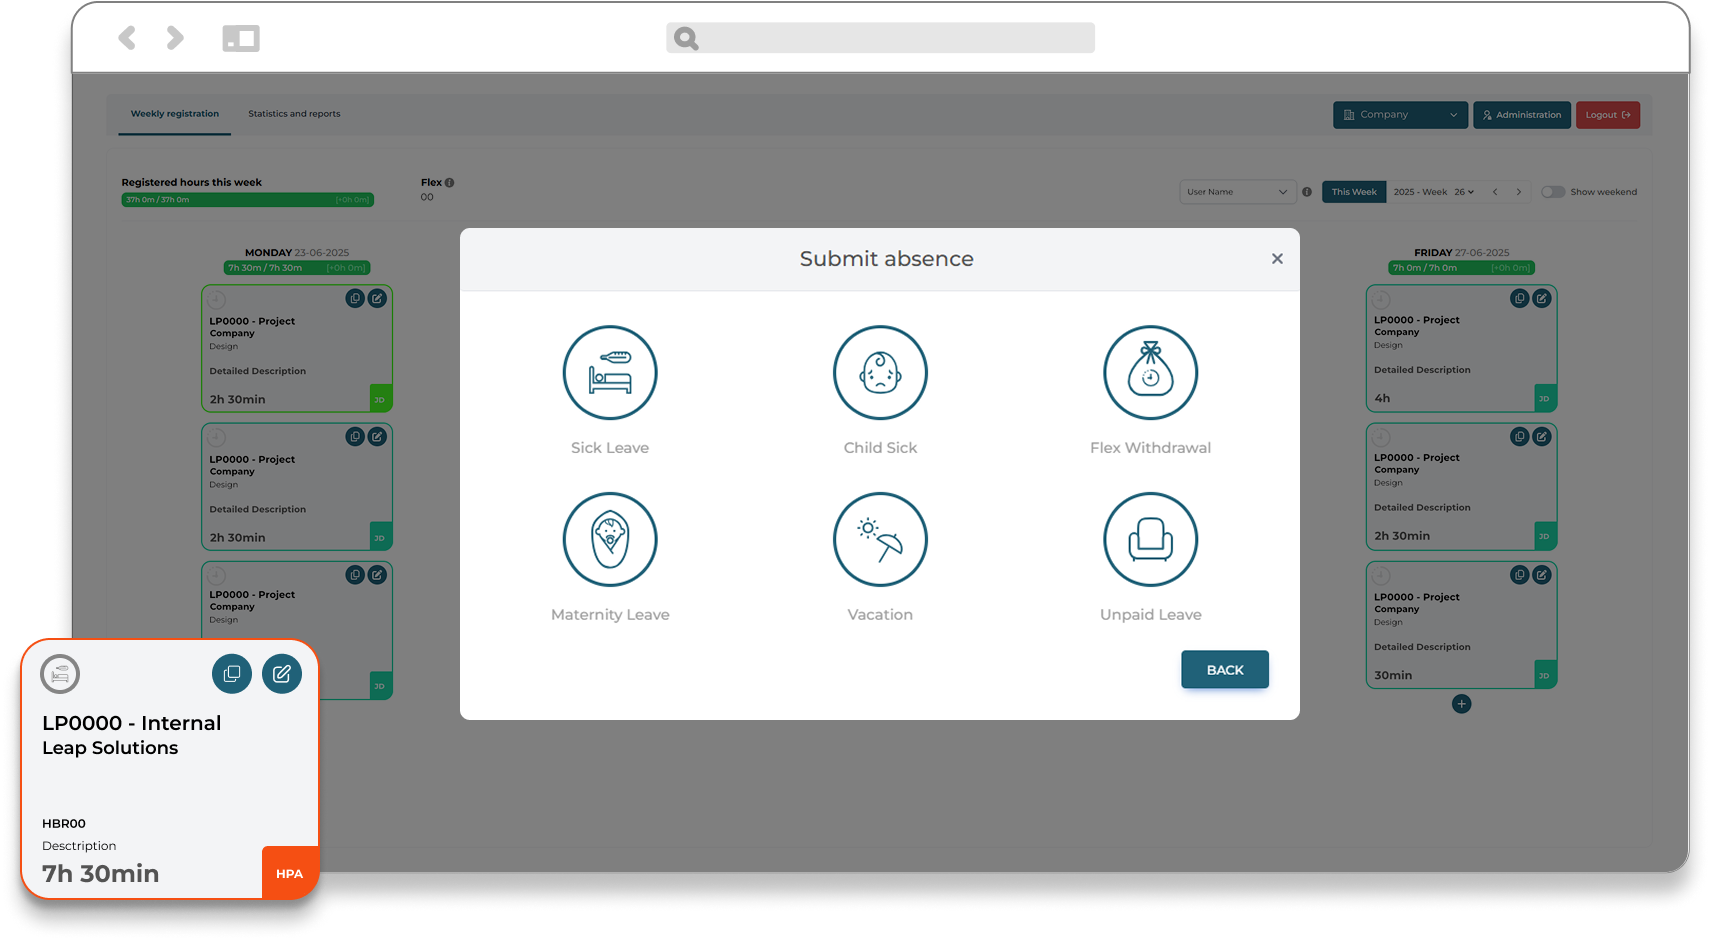 Weekly registration
Statistics and reports
Company
Administration
Logout
Registered hours this week
37h 0m / 37h 0m
[+0h 0m]
Flex
00
User Name
This Week
2025 - Week 26
Show weekend
MONDAY 23-06-2025
7h 30m / 7h 30m
[+0h 0m]
LP0000 - Project
Company
Design
Detailed Description
2h 30min
JD
LP0000 - Project
Company
Design
Detailed Description
2h 30min
JD
LP0000 - Project
Company
Design
JD
Submit absence
Sick Leave
Child Sick
Flex Withdrawal
Maternity Leave
Vacation
Unpaid Leave
BACK
FRIDAY 27-06-2025
7h 0m / 7h 0m
[+0h 0m]
LP0000 - Project
Company
Design
Detailed Description
4h
JD
LP0000 - Project
Company
Design
Detailed Description
2h 30min
JD
LP0000 - Project
Company
Design
Detailed Description
30min
JD
LP0000 - Internal
Leap Solutions
HBR00
Desctription
7h 30min
HPA